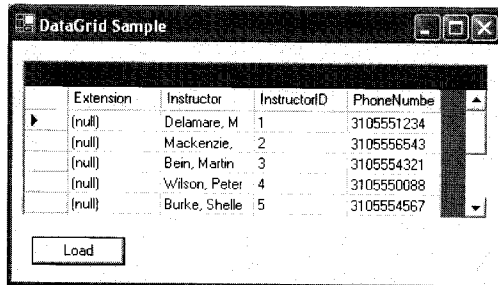 DataGrid Sample
Extension Instructor InstructorID PhoneNumbe
(null) Delamare, M 1 3105551234
(null) Mackenzie, 2 3105556543
(null) Bein, Martin 3 3105554321
(null) Wilson, Peter 4 3105550088
(null) Burke, Shelle 5 3105554567
Load